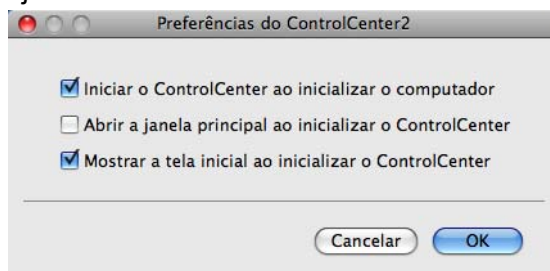 Preferências do ControlCenter2
Iniciar o ControlCenter ao inicializar o computador
Abrir a janela principal ao inicializar o ControlCenter
Mostrar a tela inicial ao inicializar o ControlCenter
Cancelar
OK